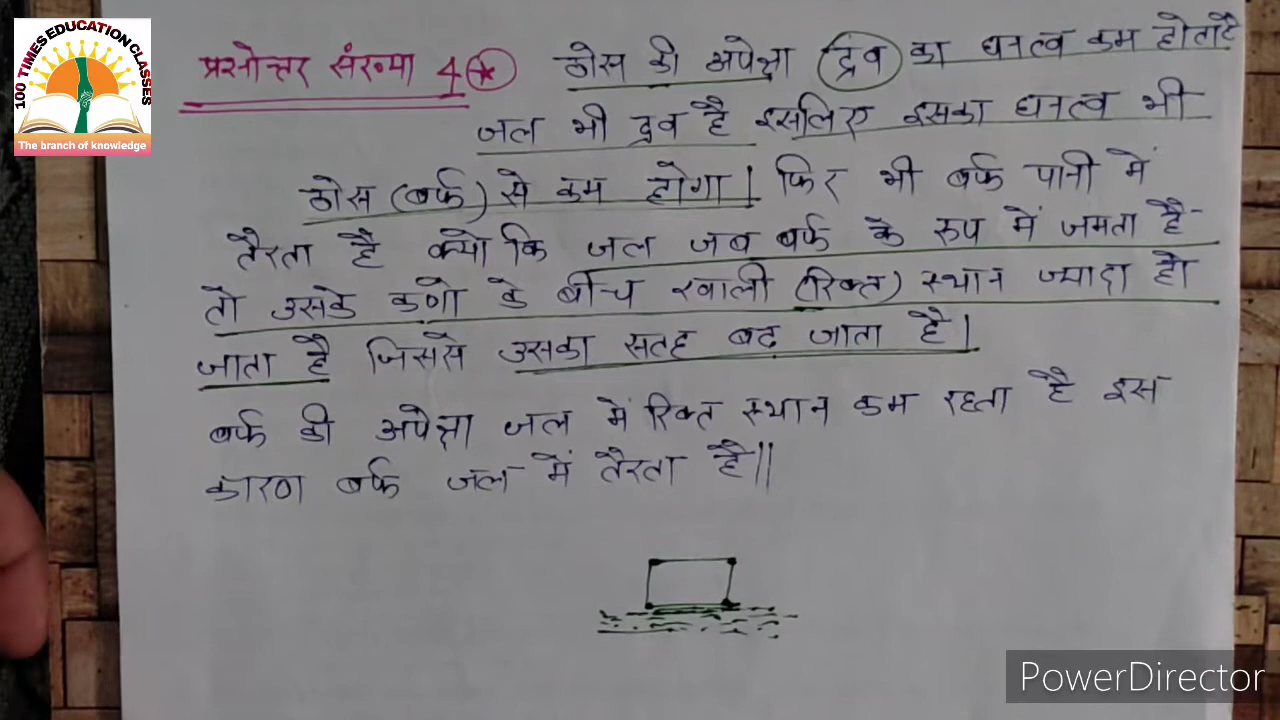 100 TIMES EDUCATION CLASSES
The branch of knowledge
प्रश्नोत्तर संख्या 4
ठोस की अपेक्षा द्रव का घनत्व कम होता है
जल भी द्रव है इसलिए इसका घनत्व भी
ठोस (बर्फ) से कम होगा। फिर भी बर्फ पानी में
तैरता है क्यों कि जल जब बर्फ के रूप में जमता है
तो उसके कणो के बीच खाली (रिक्त) स्थान ज्यादा हो
जाता है जिससे उसका सतह बढ़ जाता है।
बर्फ की अपेक्षा जल में रिक्त स्थान कम रहता है इस
कारण बर्फ जल में तैरता है॥
PowerDirector